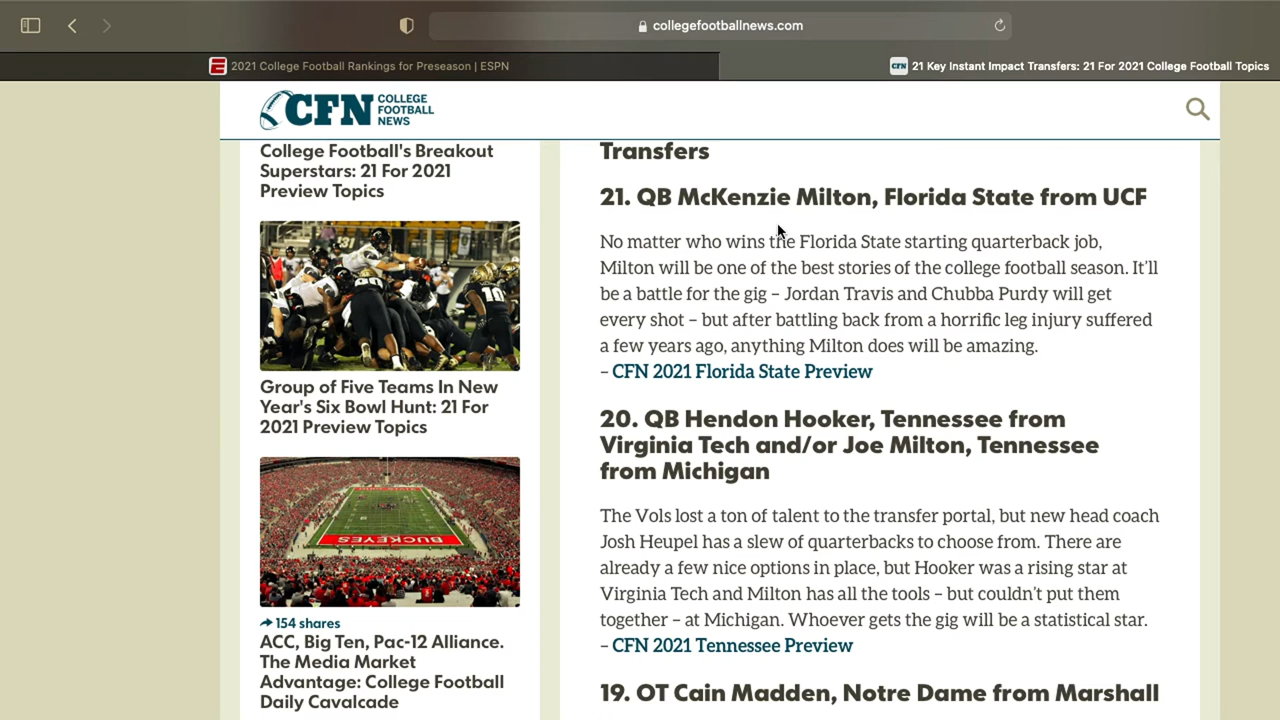 collegefootballnews.com
2021 College Football Rankings for Preseason | ESPN
CFN 21 Key Instant Impact Transfers: 21 For 2021 College Football Topics
CFN COLLEGE FOOTBALL NEWS
College Football's Breakout
Superstars: 21 For 2021
Preview Topics
Group of Five Teams In New
Year's Six Bowl Hunt: 21 For
2021 Preview Topics
BUCKEYES
154 shares
ACC, Big Ten, Pac-12 Alliance.
The Media Market
Advantage: College Football
Daily Cavalcade
Transfers
21. QB McKenzie Milton, Florida State from UCF
No matter who wins the Florida State starting quarterback job,
Milton will be one of the best stories of the college football season. It'll
be a battle for the gig – Jordan Travis and Chubba Purdy will get
every shot – but after battling back from a horrific leg injury suffered
a few years ago, anything Milton does will be amazing.
– CFN 2021 Florida State Preview
20. QB Hendon Hooker, Tennessee from
Virginia Tech and/or Joe Milton, Tennessee
from Michigan
The Vols lost a ton of talent to the transfer portal, but new head coach
Josh Heupel has a slew of quarterbacks to choose from. There are
already a few nice options in place, but Hooker was a rising star at
Virginia Tech and Milton has all the tools – but couldn't put them
together – at Michigan. Whoever gets the gig will be a statistical star.
– CFN 2021 Tennessee Preview
19. OT Cain Madden, Notre Dame from Marshall